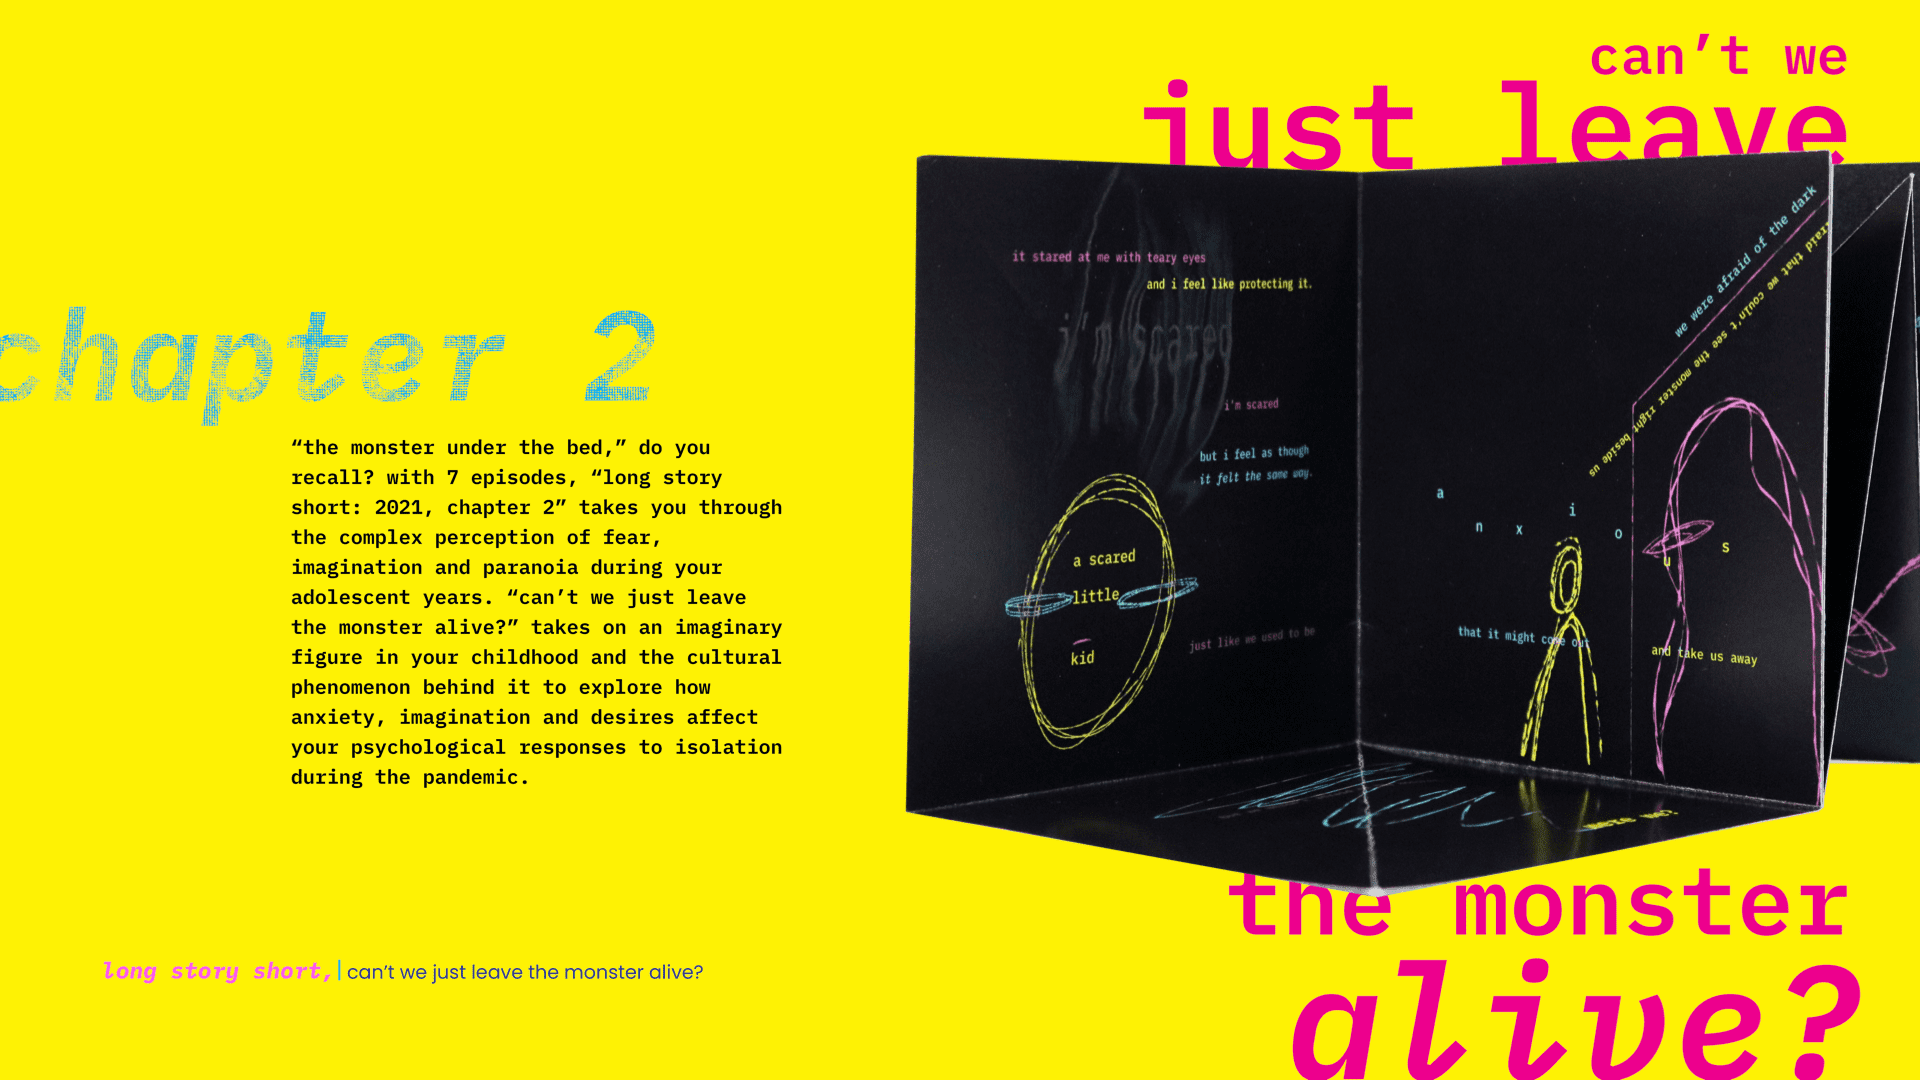 can’t we
just leave
chapter 2
“the monster under the bed,” do you
recall? with 7 episodes, “long story
short: 2021, chapter 2” takes you through
the complex perception of fear,
imagination and paranoia during your
adolescent years. “can’t we just leave
the monster alive?” takes on an imaginary
figure in your childhood and the cultural
phenomenon behind it to explore how
anxiety, imagination and desires affect
your psychological responses to isolation
during the pandemic.
long story short,| can’t we just leave the monster alive?
it stared at me with teary eyes
and i feel like protecting it.
i'm scared
i'm scared
but i feel as though
it felt the same way.
a scared
little
kid
just like we used to be
we were afraid of the dark
raid that we couldn't see the monster right beside us
a n x i o u s
that it might come out
and take us away
the monster
alive?